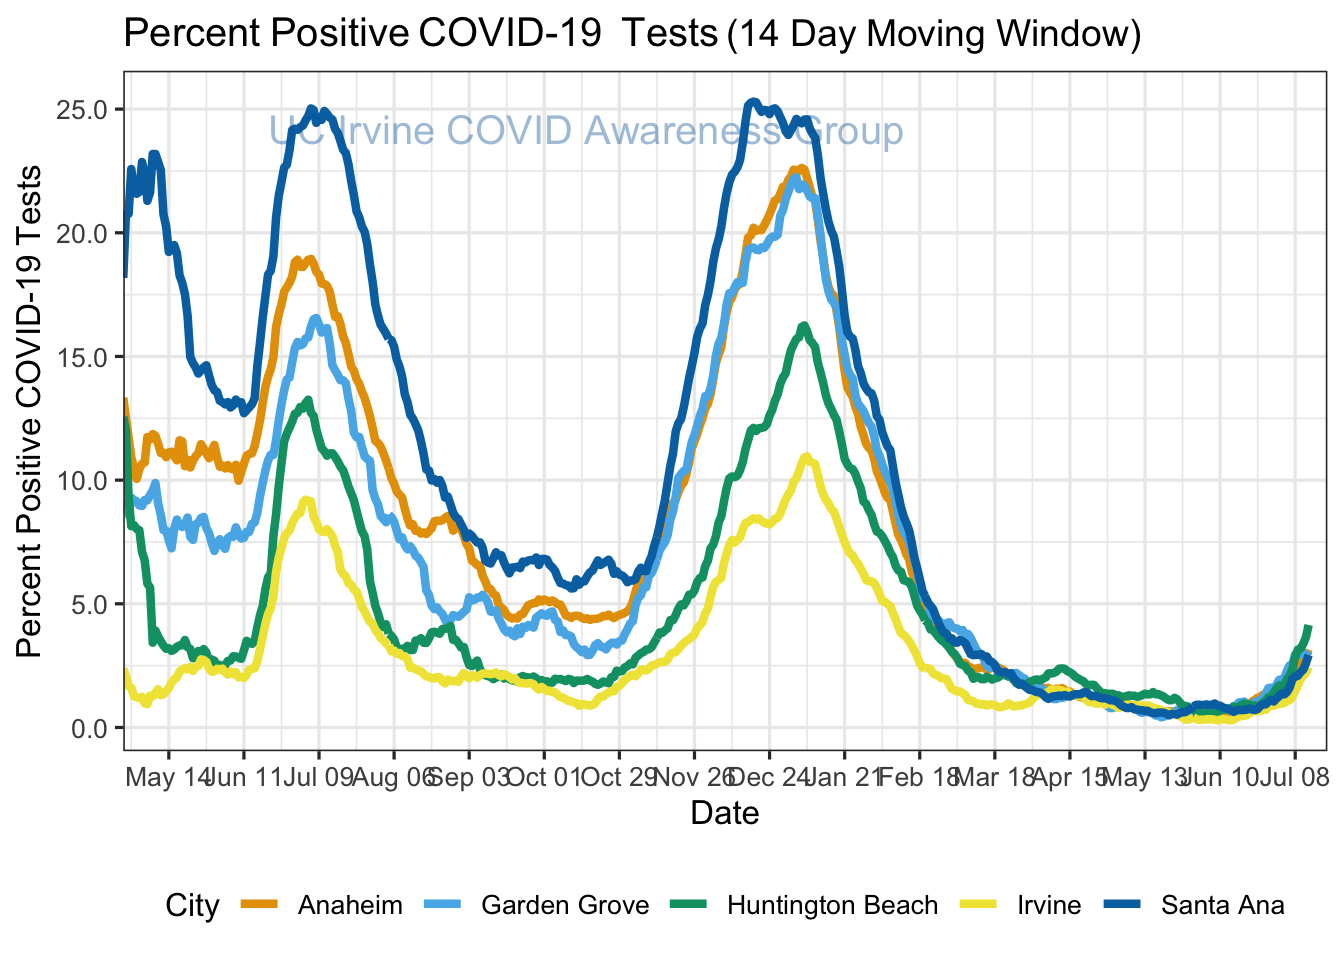 Percent Positive COVID-19 Tests (14 Day Moving Window)
UC Irvine COVID Awareness Group
Percent Positive COVID-19 Tests
25.0
20.0
15.0
10.0
5.0
0.0
May 14 Jun 11 Jul 09 Aug 06 Sep 03 Oct 01 Oct 29 Nov 26 Dec 24 Jan 21 Feb 18 Mar 18 Apr 15 May 13 Jun 10 Jul 08
Date
City Anaheim Garden Grove Huntington Beach Irvine Santa Ana